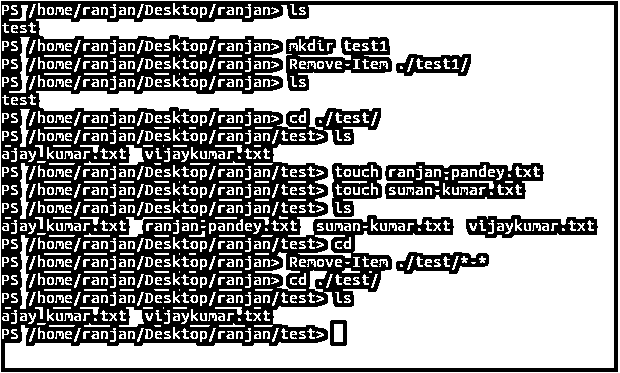 PS /home/ranjan/Desktop/ranjan> ls
test
PS /home/ranjan/Desktop/ranjan> mkdir test1
PS /home/ranjan/Desktop/ranjan> Remove-Item ./test1/
PS /home/ranjan/Desktop/ranjan> ls
test
PS /home/ranjan/Desktop/ranjan> cd ./test/
PS /home/ranjan/Desktop/ranjan/test> ls
ajay_kumar.txt  vijaykumar.txt
PS /home/ranjan/Desktop/ranjan/test> touch ranjan-pandey.txt
PS /home/ranjan/Desktop/ranjan/test> touch suman-kumar.txt
PS /home/ranjan/Desktop/ranjan/test> ls
ajay_kumar.txt  ranjan-pandey.txt  suman-kumar.txt  vijaykumar.txt
PS /home/ranjan/Desktop/ranjan/test> cd
PS /home/ranjan/Desktop/ranjan> Remove-Item ./test/*-*
PS /home/ranjan/Desktop/ranjan> cd ./test/
PS /home/ranjan/Desktop/ranjan/test> ls
ajay_kumar.txt  vijaykumar.txt
PS /home/ranjan/Desktop/ranjan/test>